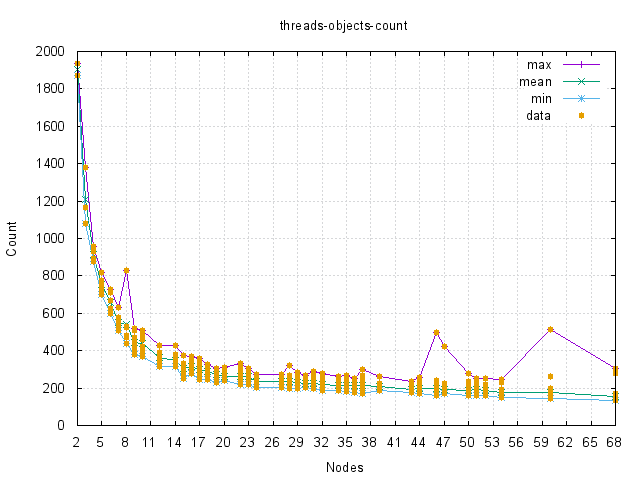 threads-objects-count
2000
1800
1600
1400
1200
1000
800
600
400
200
0
Count
max
mean
min
data
2 5 8 11 14 17 20 23 26 29 32 35 38 41 44 47 50 53 56 59 62 65 68
Nodes